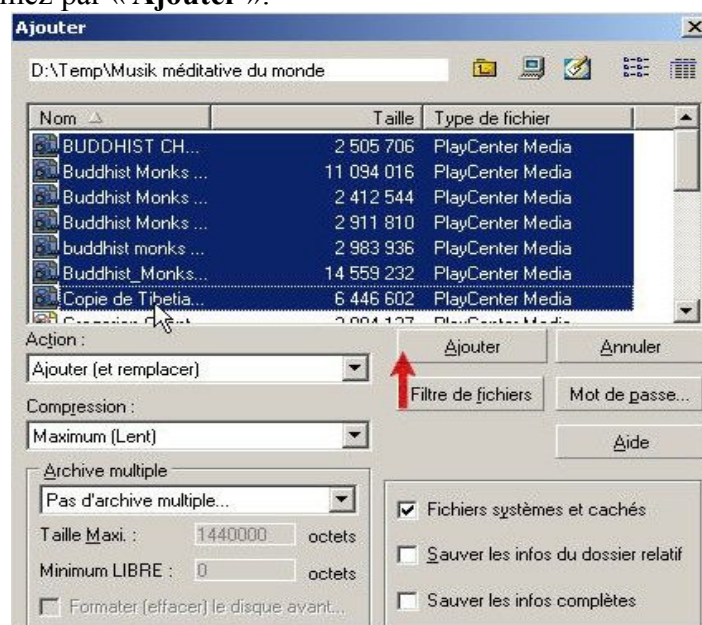 mez par « Ajouter ».
Ajouter
D:\Temp\Musik méditative du monde
Nom Taille Type de fichier
BUDDHIST CH... 2 505 706 PlayCenter Media
Buddhist Monks ... 11 094 016 PlayCenter Media
Buddhist Monks ... 2 412 544 PlayCenter Media
Buddhist Monks ... 2 911 810 PlayCenter Media
buddhist monks ... 2 983 936 PlayCenter Media
Buddhist_Monks... 14 559 232 PlayCenter Media
Copie de Tibetia... 6 446 602 PlayCenter Media
Action :
Ajouter Annuler
Ajouter (et remplacer)
Filtre de fichiers Mot de passe...
Compression :
Maximum (Lent)
Aide
Archive multiple
Pas d'archive multiple...
Fichiers systèmes et cachés
Taille Maxi. : 1440000 octets
Sauver les infos du dossier relatif
Minimum LIBRE : 0 octets
Formater (effacer) le disque avant...
Sauver les infos complètes